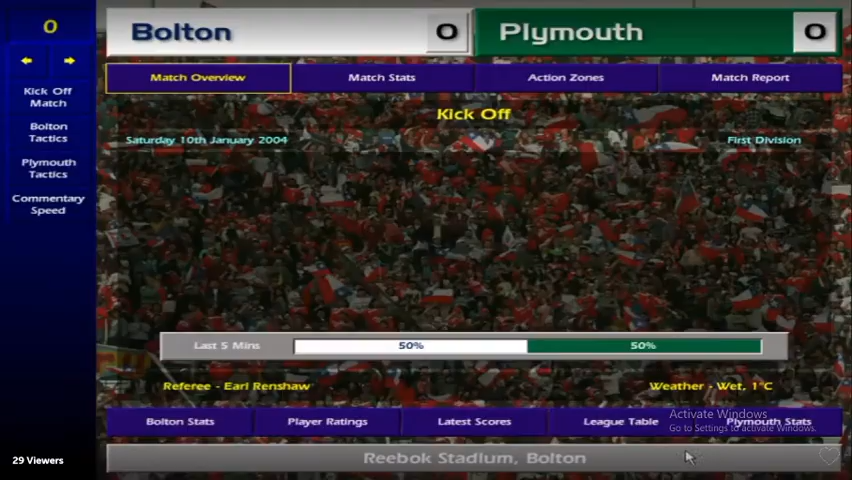 0
Bolton 0 Plymouth 0
Match Overview Match Stats Action Zones Match Report
Kick Off
Match
Bolton
Tactics
Plymouth
Tactics
Commentary
Speed
Kick Off
Saturday 10th January 2004 First Division
Last 5 Mins 50% 50%
Referee - Earl Renshaw Weather - Wet, 1°C
Bolton Stats Player Ratings Latest Scores League Table Plymouth Stats
Activate Windows
Go to Settings to activate Windows.
Reebok Stadium, Bolton
29 Viewers